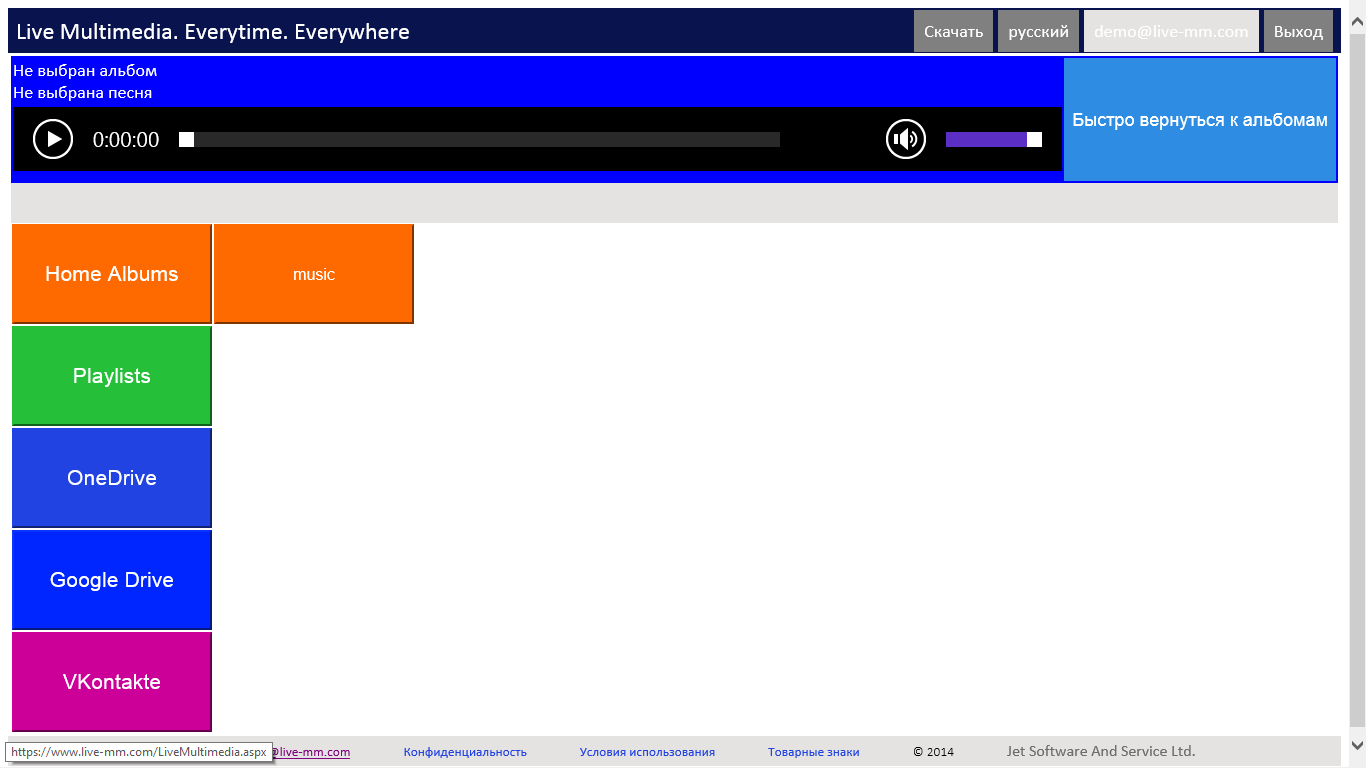 Live Multimedia. Everytime. Everywhere
Скачать
русский
demo@live-mm.com
Выход
Не выбран альбом
Не выбрана песня
0:00:00
Быстро вернуться к альбомам
Home Albums
music
Playlists
OneDrive
Google Drive
VKontakte
https://www.live-mm.com/LiveMultimedia.aspx
@live-mm.com
Конфиденциальность
Условия использования
Товарные знаки
© 2014
Jet Software And Service Ltd.